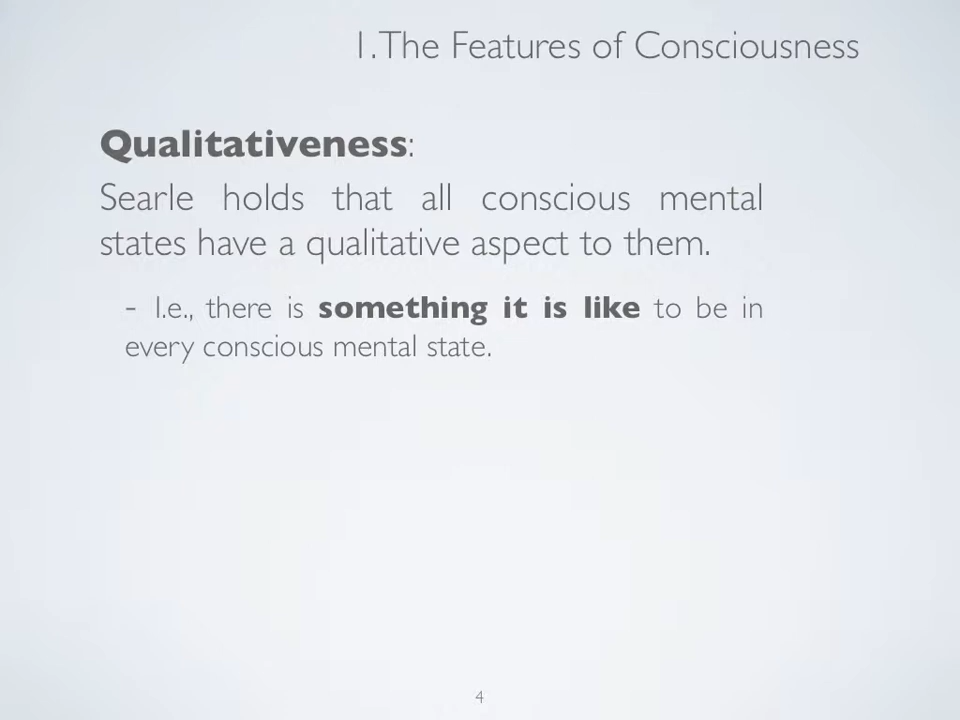 1. The Features of Consciousness
Qualitativeness:
Searle holds that all conscious mental
states have a qualitative aspect to them.
- I.e., there is something it is like to be in
every conscious mental state.
4